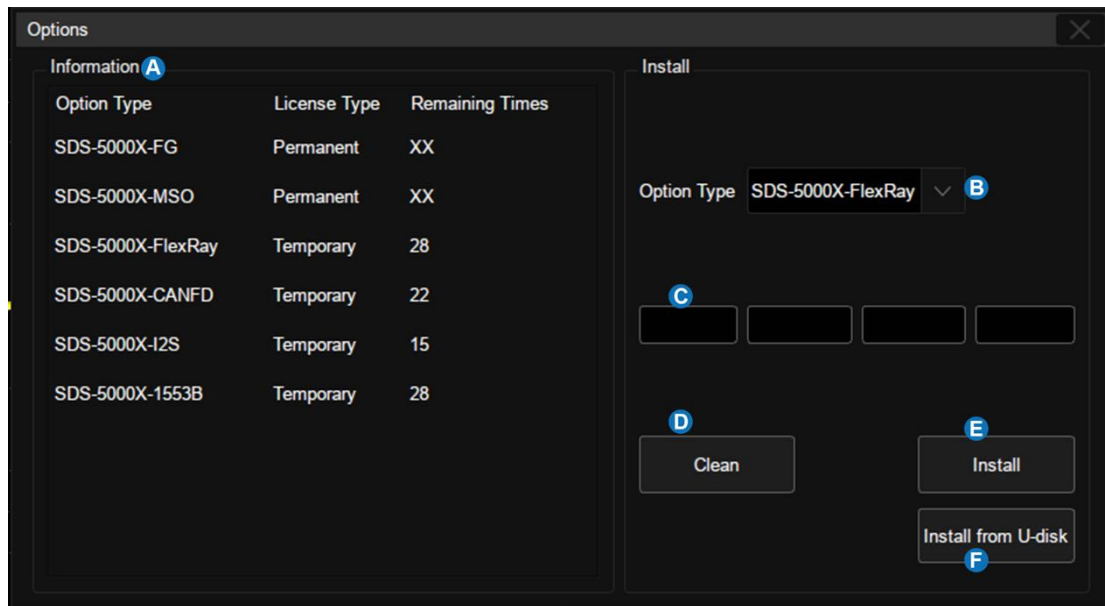 Options
Information A
Option Type License Type Remaining Times
SDS-5000X-FG Permanent XX
SDS-5000X-MSO Permanent XX
SDS-5000X-FlexRay Temporary 28
SDS-5000X-CANFD Temporary 22
SDS-5000X-I2S Temporary 15
SDS-5000X-1553B Temporary 28
Install
Option Type SDS-5000X-FlexRay B
C
D
E
Clean Install
Install from U-disk
F